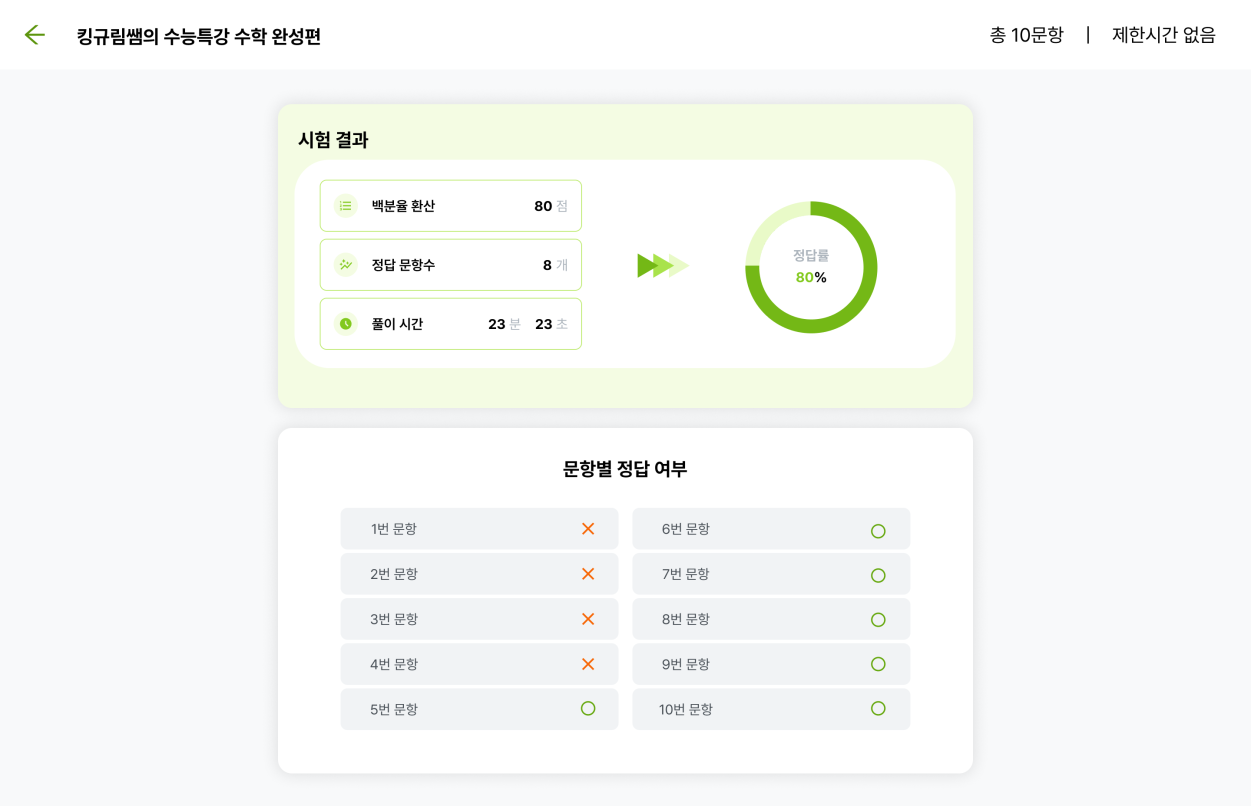 킹규림쌤의 수능특강 수학 완성편
총 10문항 | 제한시간 없음
시험 결과
백분율 환산 80 점
정답 문항수 8 개
풀이 시간 23 분 23 초
정답률
80%
문항별 정답 여부
1번 문항
2번 문항
3번 문항
4번 문항
5번 문항
6번 문항
7번 문항
8번 문항
9번 문항
10번 문항